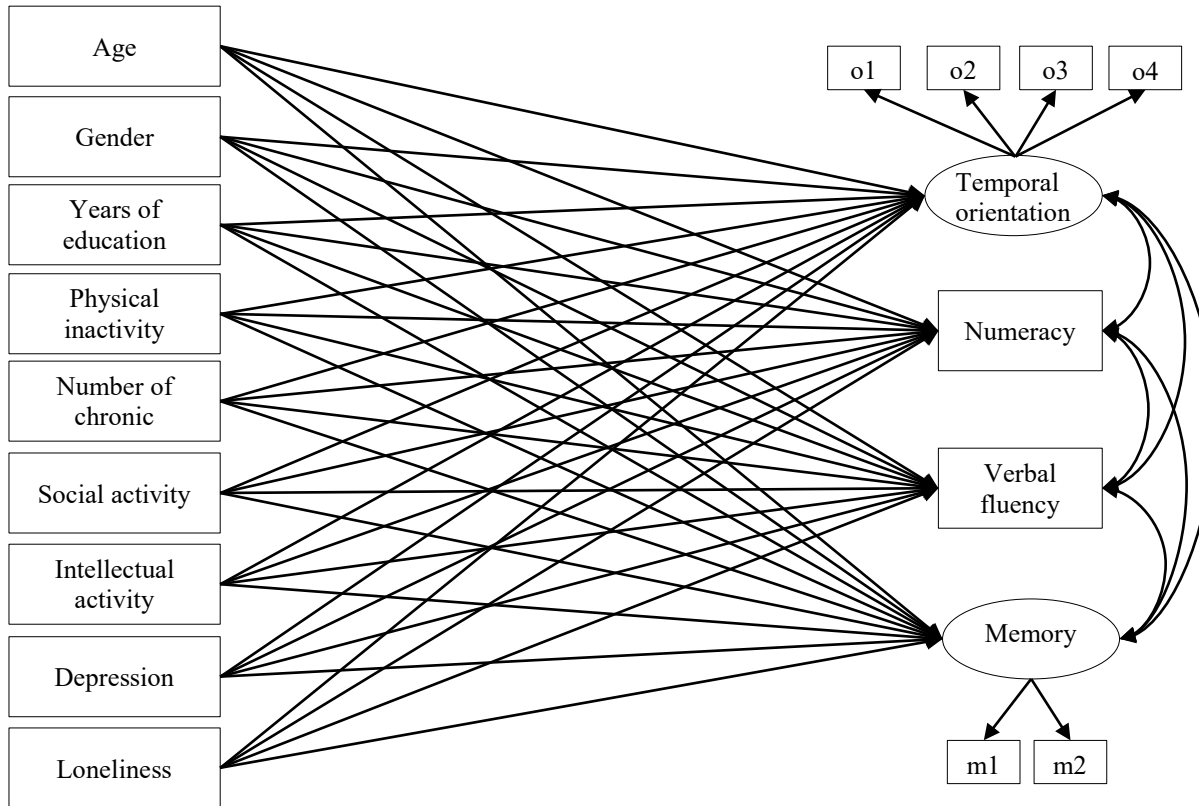 Age
Gender
Years of
education
Physical
inactivity
Number of
chronic
Social activity
Intellectual
activity
Depression
Loneliness
o1
o2
o3
o4
Temporal
orientation
Numeracy
Verbal
fluency
Memory
m1
m2